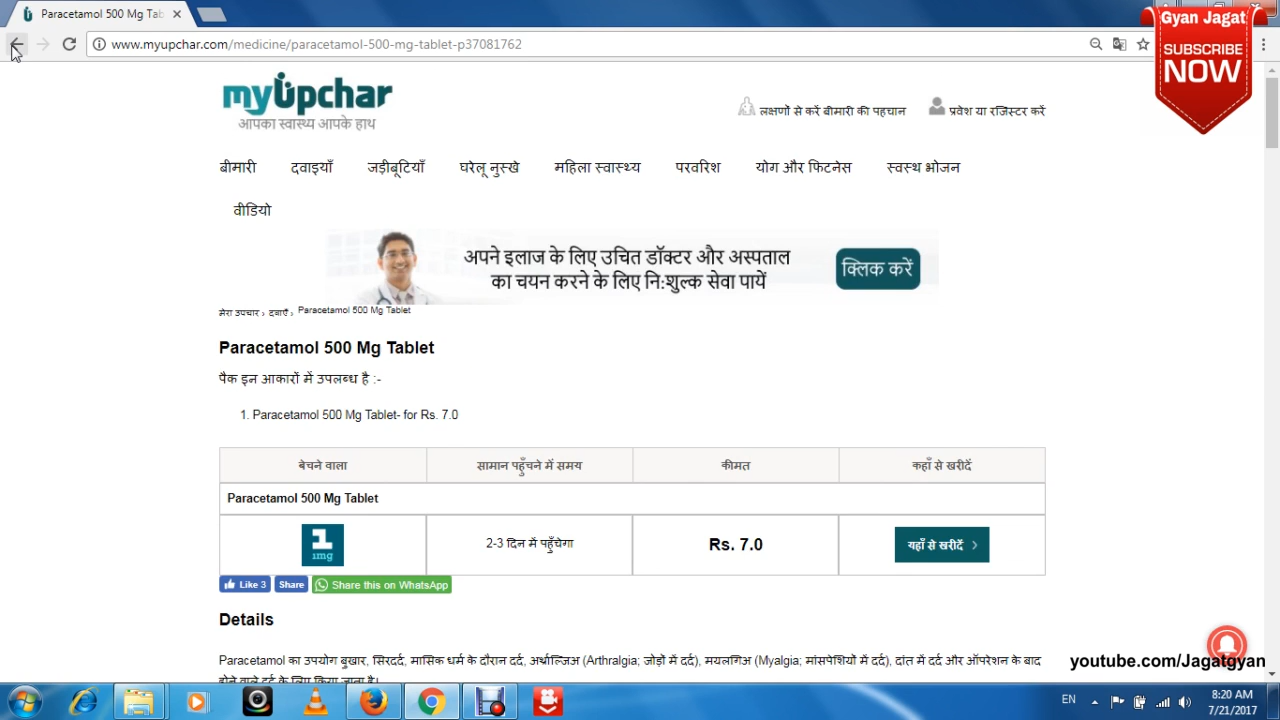 Paracetamol 500 Mg Tab
www.myupchar.com/medicine/paracetamol-500-mg-tablet-p37081762
Gyan Jagat
SUBSCRIBE
NOW
myUpchar
आपका स्वास्थ्य आपके हाथ
लक्षणों से करें बीमारी की पहचान
प्रवेश या रजिस्टर करें
बीमारी दवाइयाँ जड़ीबूटियाँ घरेलू नुस्खे महिला स्वास्थ्य परवरिश योग और फिटनेस स्वस्थ भोजन
वीडियो
अपने इलाज के लिए उचित डॉक्टर और अस्पताल
का चयन करने के लिए नि:शुल्क सेवा पायें
क्लिक करें
मेरा उपचार › दवाएँ › Paracetamol 500 Mg Tablet
Paracetamol 500 Mg Tablet
पैक इन आकारों में उपलब्ध है :-
1. Paracetamol 500 Mg Tablet- for Rs. 7.0
बेचने वाला सामान पहुँचने में समय कीमत कहाँ से खरीदें
Paracetamol 500 Mg Tablet
1mg 2-3 दिन में पहुँचेगा Rs. 7.0 यहाँ से खरीदें
Like 3 Share Share this on WhatsApp
Details
Paracetamol का उपयोग बुखार, सिरदर्द, मासिक धर्म के दौरान दर्द, अर्थाल्जिअ (Arthralgia; जोड़ों में दर्द), मयलगिअ (Myalgia; मांसपेशियों में दर्द), दांत में दर्द और ऑपरेशन के बाद
होने वाले दर्द के लिए किया जाता है।
youtube.com/Jagatgyan
EN
8:20 AM
7/21/2017